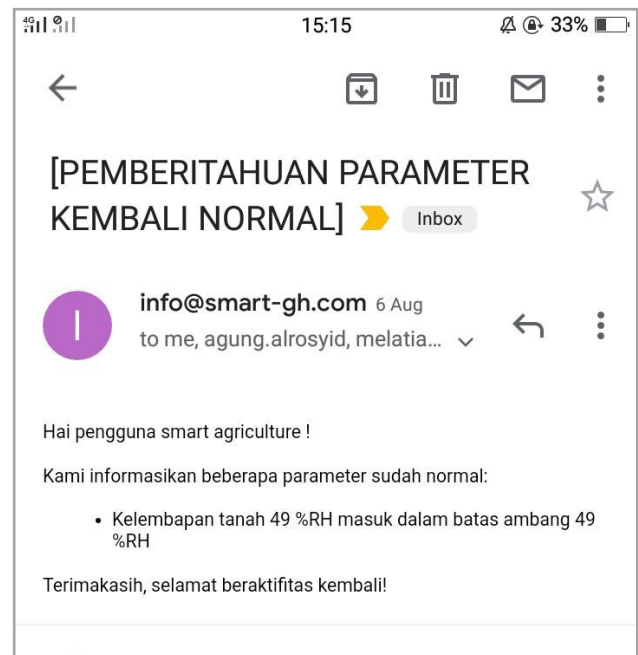 4G 15:15 33%
[PEMBERITAHUAN PARAMETER
KEMBALI NORMAL] Inbox
I
info@smart-gh.com 6 Aug
to me, agung.alrosyid, melatia...
Hai pengguna smart agriculture !
Kami informasikan beberapa parameter sudah normal:
• Kelembapan tanah 49 %RH masuk dalam batas ambang 49
%RH
Terimakasih, selamat beraktifitas kembali!